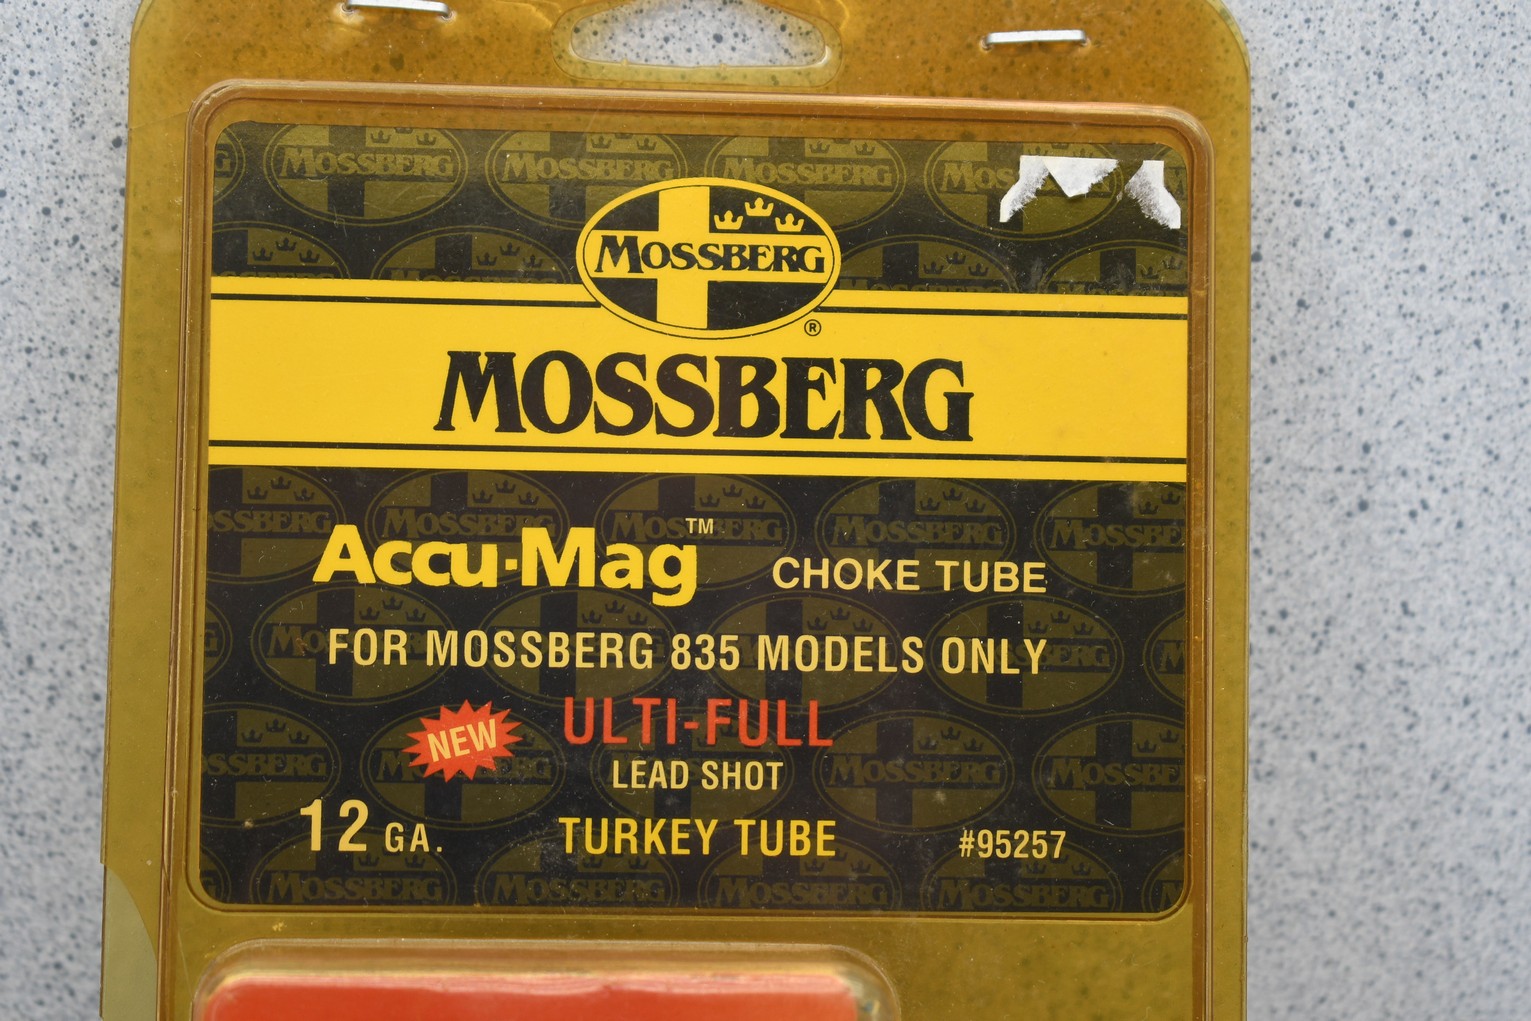 MOSSBERG
®
MOSSBERG
Accu-Mag™ CHOKE TUBE
FOR MOSSBERG 835 MODELS ONLY
NEW ULTI-FULL
LEAD SHOT
12 GA. TURKEY TUBE #95257